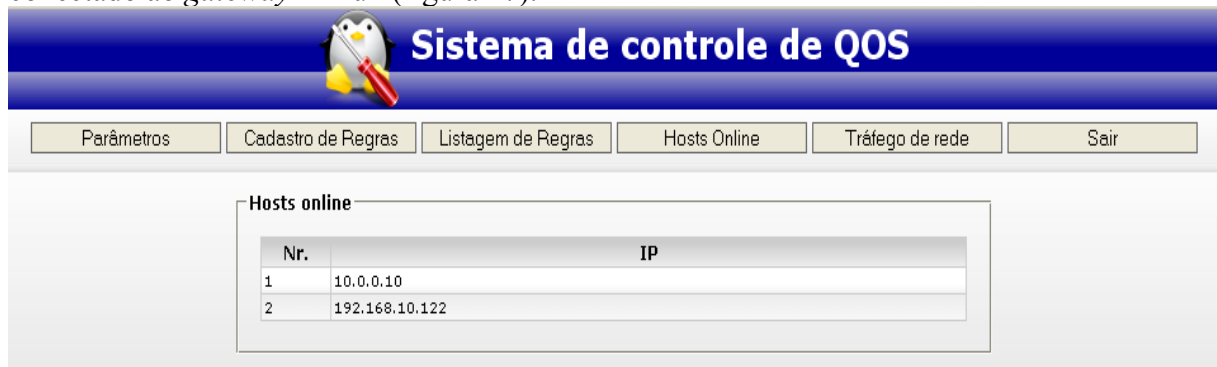 Sistema de controle de QOS
Parâmetros Cadastro de Regras Listagem de Regras Hosts Online Tráfego de rede Sair
Hosts online
Nr. IP
1 10.0.0.10
2 192.168.10.122